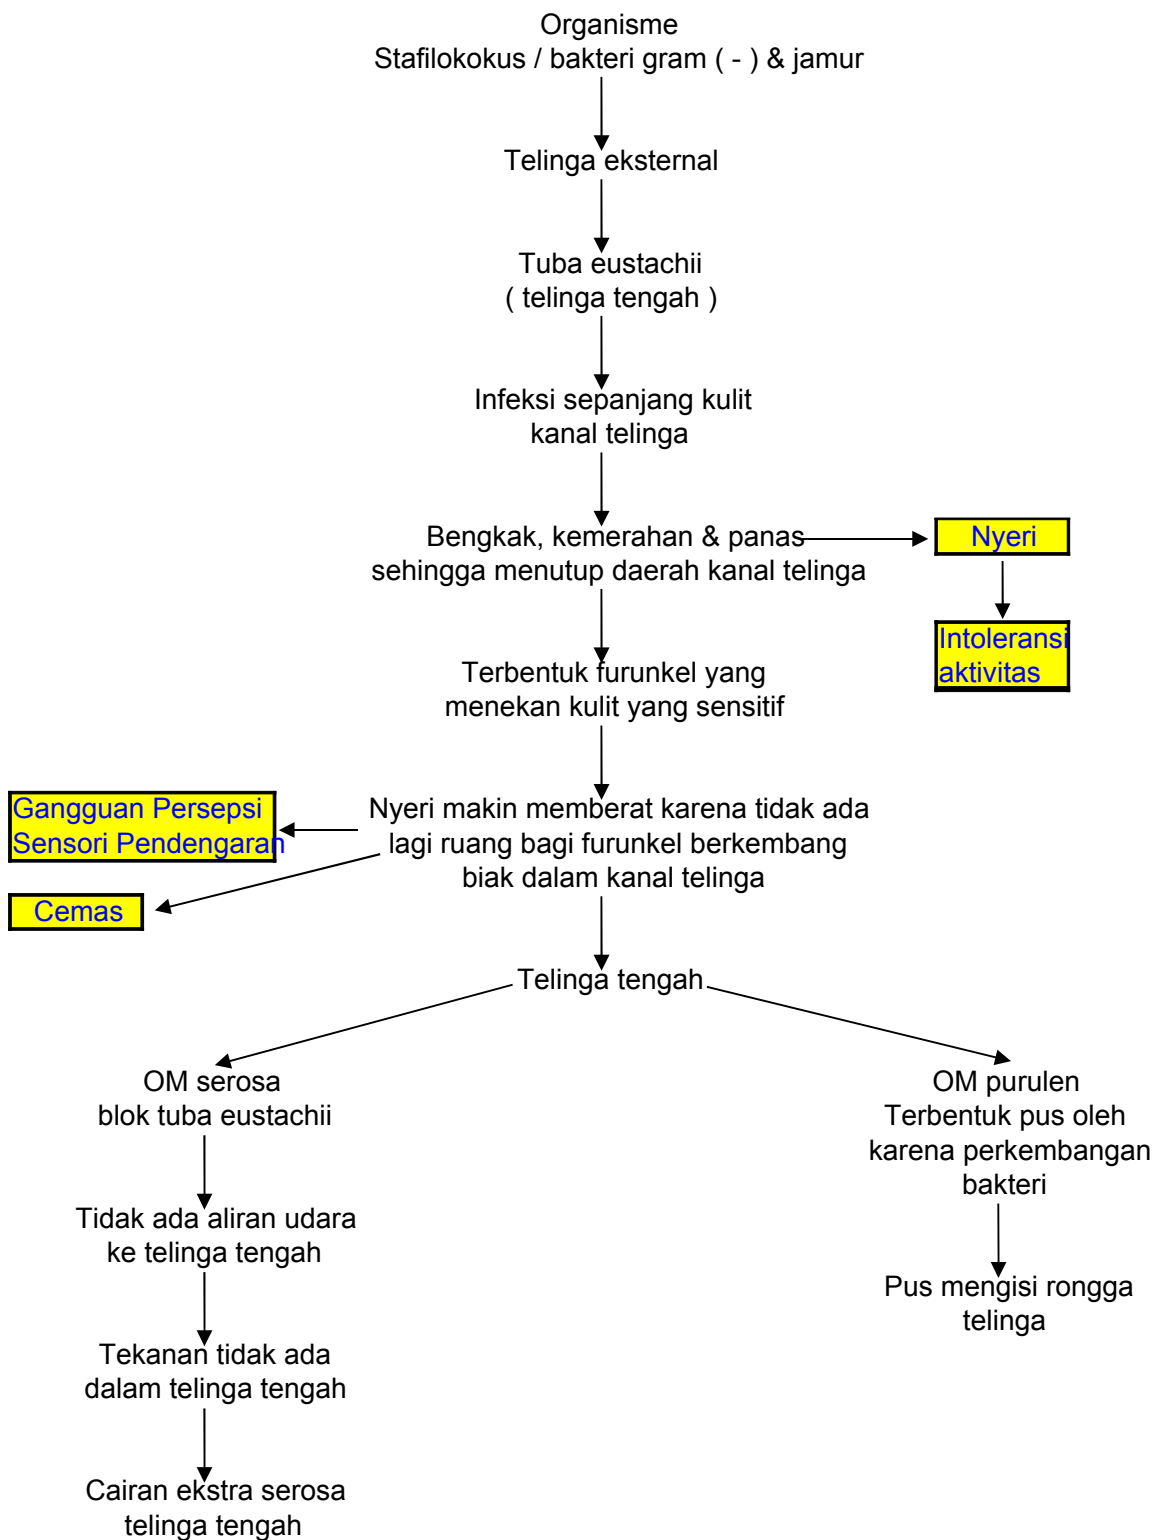 Organisme
Stafilokokus / bakteri gram ( - ) & jamur
Telinga eksternal
Tuba eustachii
( telinga tengah )
Infeksi sepanjang kulit
kanal telinga
Bengkak, kemerahan & panas
sehingga menutup daerah kanal telinga
Nyeri
Intoleransi
aktivitas
Terbentuk furunkel yang
menekan kulit yang sensitif
Gangguan Persepsi
Sensori Pendengaran
Cemas
Nyeri makin memberat karena tidak ada
lagi ruang bagi furunkel berkembang
biak dalam kanal telinga
Telinga tengah
OM serosa
blok tuba eustachii
Tidak ada aliran udara
ke telinga tengah
Tekanan tidak ada
dalam telinga tengah
Cairan ekstra serosa
telinga tengah
OM purulen
Terbentuk pus oleh
karena perkembangan
bakteri
Pus mengisi rongga
telinga